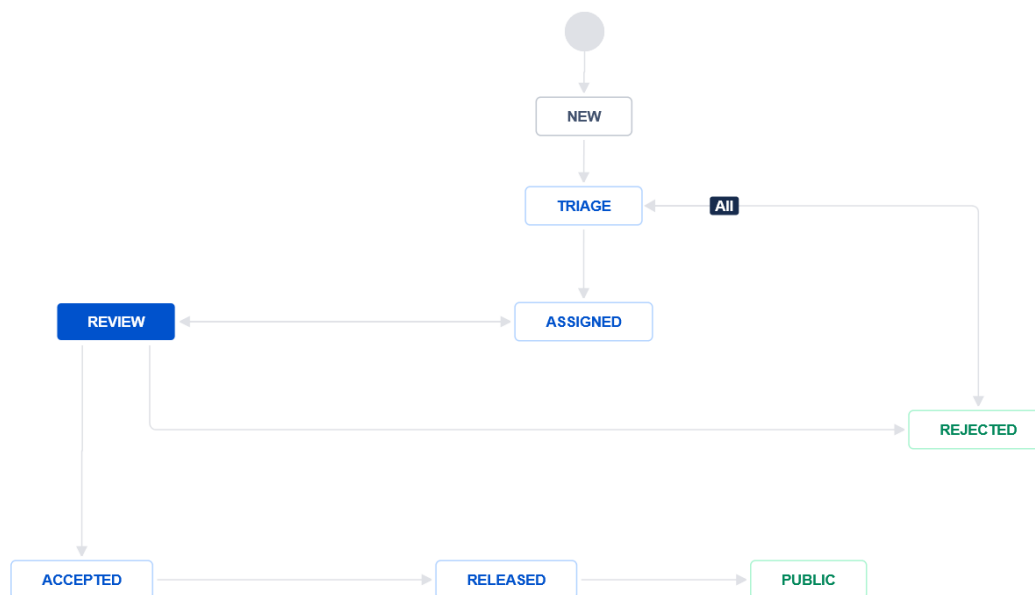 NEW
TRIAGE
All
REVIEW
ASSIGNED
REJECTED
ACCEPTED
RELEASED
PUBLIC